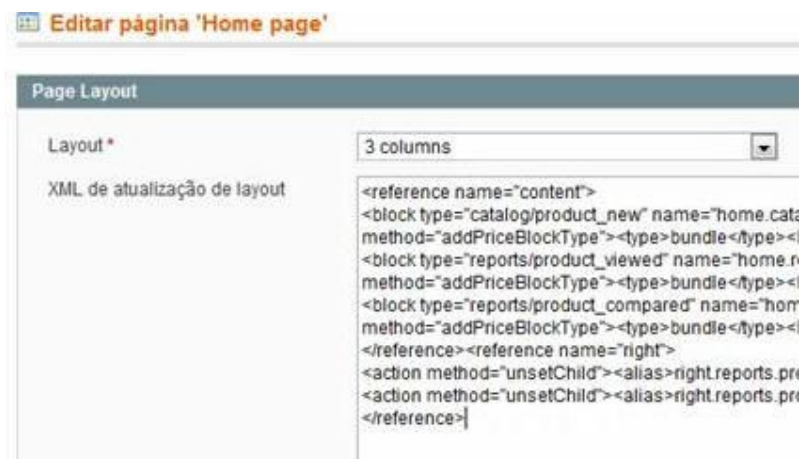 Editar página 'Home page'
Page Layout
Layout *
3 columns
XML de atualização de layout
<reference name="content">
<block type="catalog/product_new" name="home.cata
method="addPriceBlockType"><type>bundle</type><
<block type="reports/product_viewed" name="home.r
method="addPriceBlockType"><type>bundle</type><
<block type="reports/product_compared" name="hom
method="addPriceBlockType"><type>bundle</type><
</reference><reference name="right">
<action method="unsetChild"><alias>right.reports.pr
<action method="unsetChild"><alias>right.reports.pr
</reference>